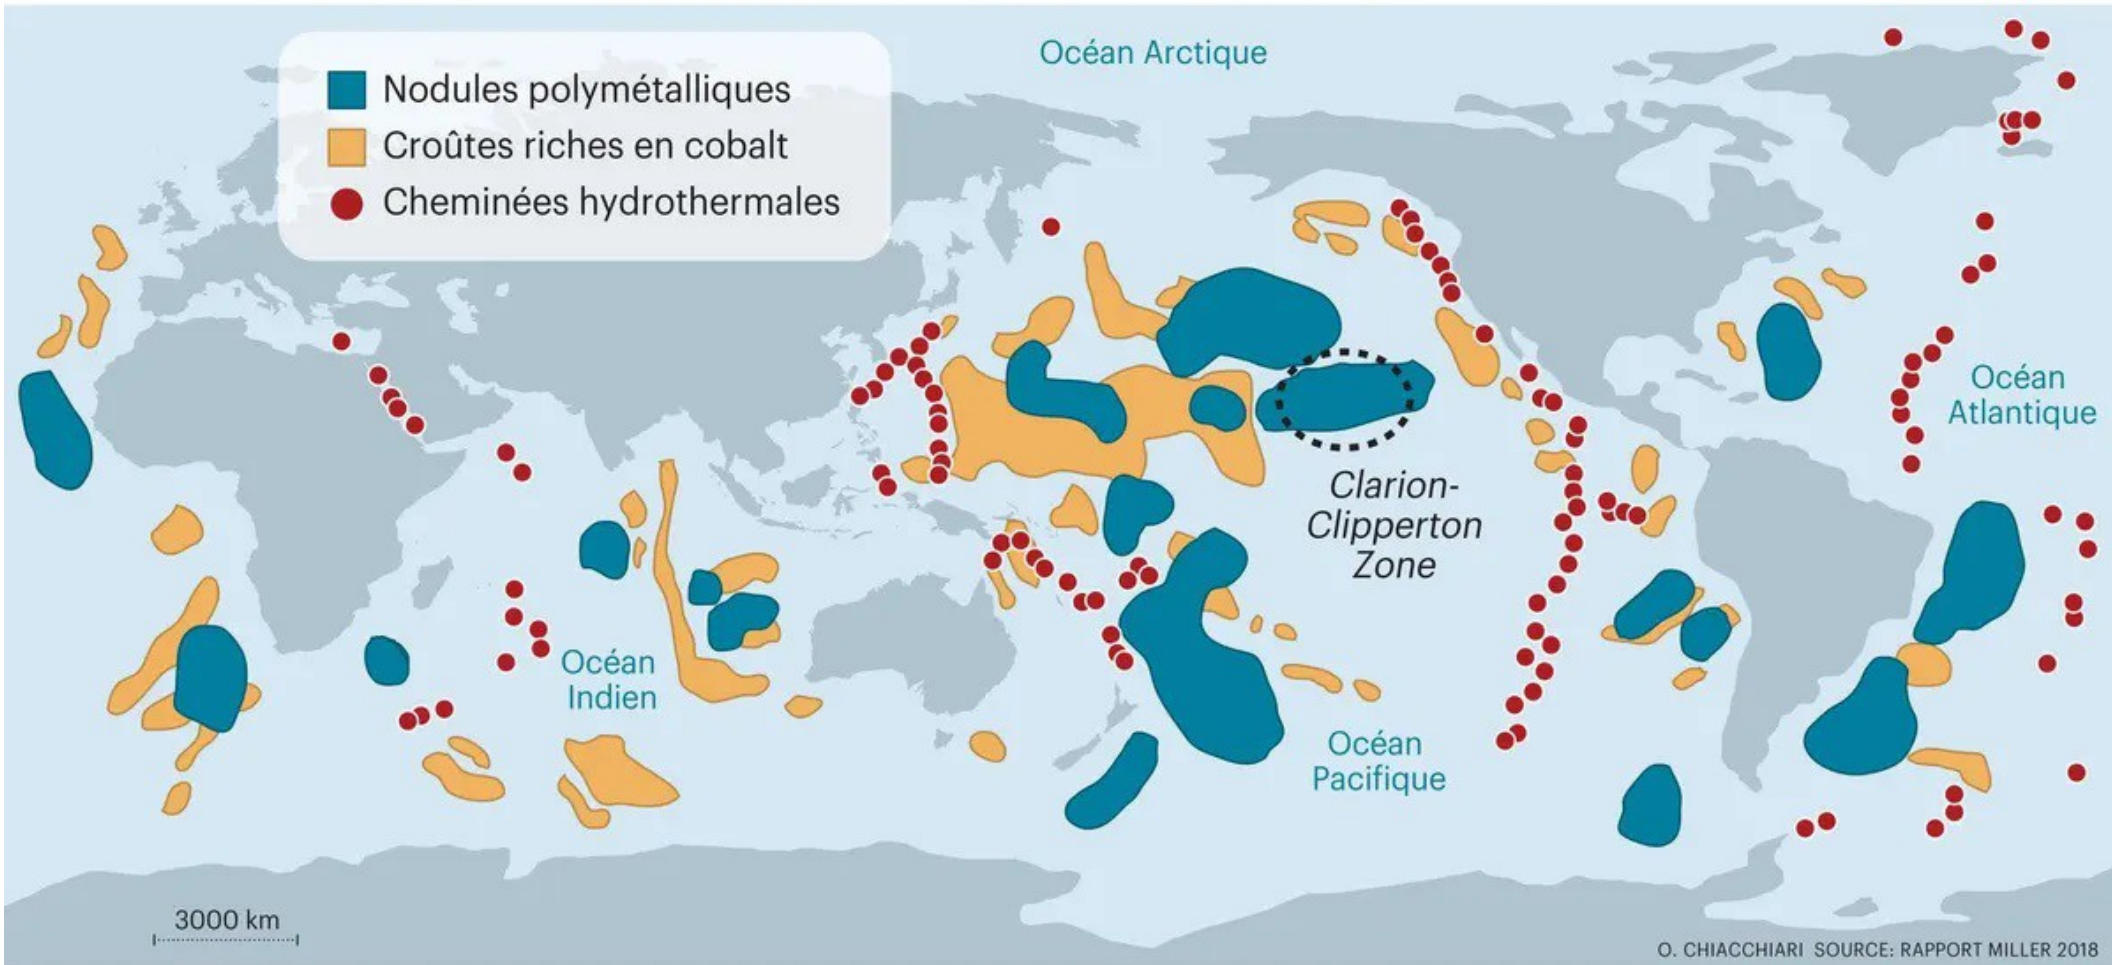 Océan Arctique
Nodules polymétalliques
Croûtes riches en cobalt
Cheminées hydrothermales
Océan
Atlantique
Clarion-
Clipperton
Zone
Océan
Indien
Océan
Pacifique
3000 km
O. CHIACCHIARI SOURCE: RAPPORT MILLER 2018